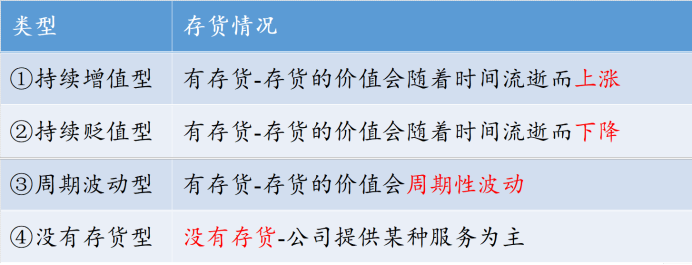 类型 存货情况
①持续增值型 有存货-存货的价值会随着时间流逝而上涨
②持续贬值型 有存货-存货的价值会随着时间流逝而下降
③周期波动型 有存货-存货的价值会周期性波动
④没有存货型 没有存货-公司提供某种服务为主